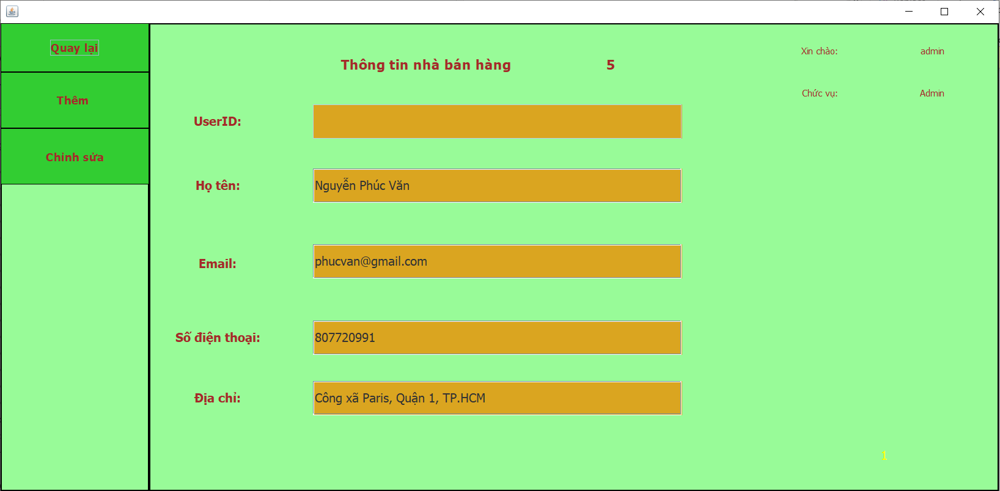 Quay lại
Thêm
Chỉnh sửa
Thông tin nhà bán hàng 5
Xin chào: admin
Chức vụ: Admin
UserID:
Họ tên: Nguyễn Phúc Văn
Email: phucvan@gmail.com
Số điện thoại: 807720991
Địa chỉ: Công xã Paris, Quận 1, TP.HCM
1